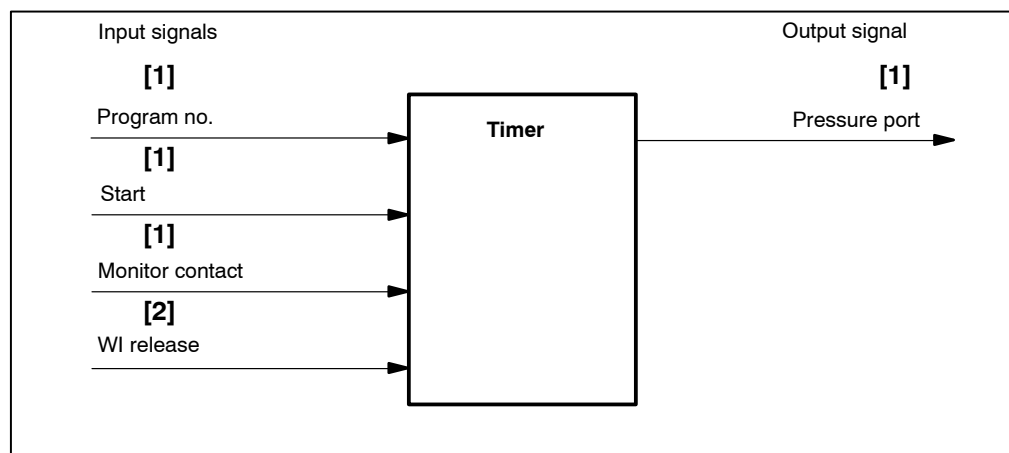 Input signals
Output signal
[1]
[1]
Program no.
Timer
Pressure port
[1]
Start
[1]
Monitor contact
[2]
WI release